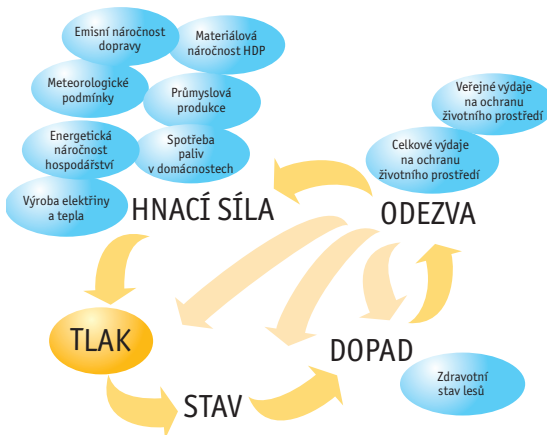 Emisní náročnost
dopravy
Materiálová
náročnost HDP
Meteorologické
podmínky
Průmyslová
produkce
Energetická
náročnost
hospodářství
Spotřeba
paliv
v domácnostech
Výroba elektřiny
a tepla
HNACÍ SÍLA
Veřejné výdaje
na ochranu
životního prostředí
Celkové výdaje
na ochranu
životního prostředí
ODEZVA
TLAK
STAV
DOPAD
Zdravotní
stav lesů